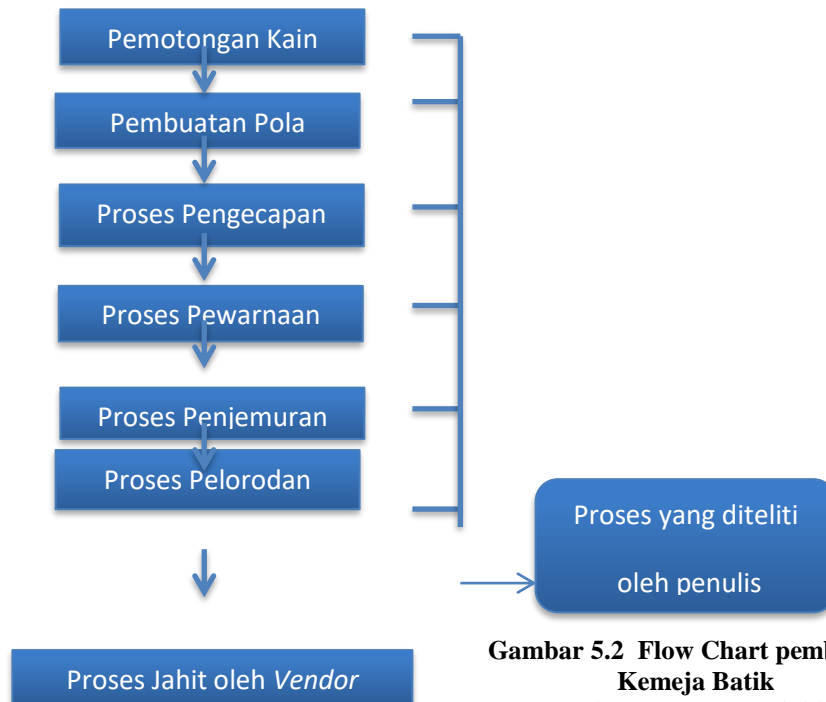 Pemotongan Kain
Pembuatan Pola
Proses Pengecapan
Proses Pewarnaan
Proses Penjemuran
Proses Pelorodan
Proses yang diteliti
oleh penulis
Gambar 5.2 Flow Chart
Kemeja Batik
Proses Jahit oleh Vendor